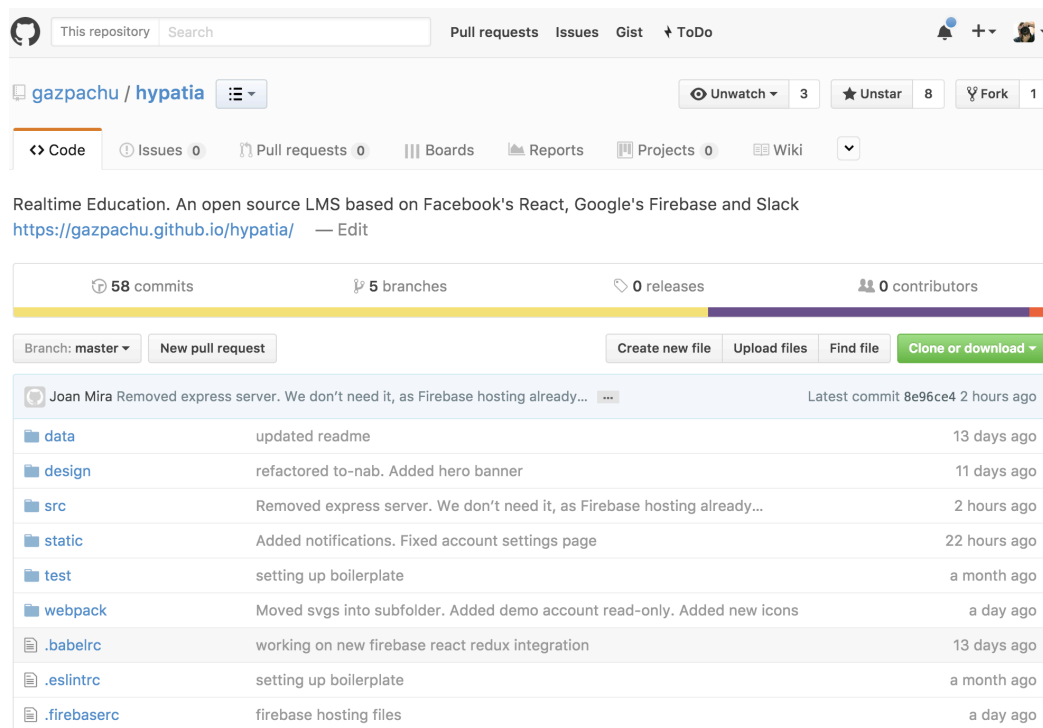 This repository Search Pull requests Issues Gist ToDo
gazpachu / hypatia Unwatch 3 Unstar 8 Fork 1
Code Issues 0 Pull requests 0 Boards Reports Projects 0 Wiki
Realtime Education. An open source LMS based on Facebook's React, Google's Firebase and Slack
https://gazpachu.github.io/hypatia/ — Edit
58 commits 5 branches 0 releases 0 contributors
Branch: master New pull request Create new file Upload files Find file Clone or download
Joan Mira Removed express server. We don’t need it, as Firebase hosting already... ... Latest commit 8e96ce4 2 hours ago
data updated readme 13 days ago
design refactored to-nab. Added hero banner 11 days ago
src Removed express server. We don’t need it, as Firebase hosting already... 2 hours ago
static Added notifications. Fixed account settings page 22 hours ago
test setting up boilerplate a month ago
webpack Moved svgs into subfolder. Added demo account read-only. Added new icons a day ago
.babelrc working on new firebase react redux integration 13 days ago
.eslintrc setting up boilerplate a month ago
.firebaserc firebase hosting files a day ago